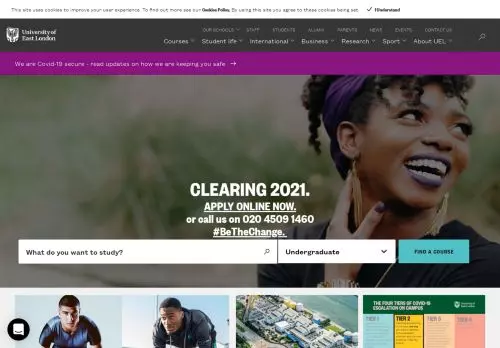 This site uses cookies to improve your user experience. To find out more see our Cookies Policy. By using this site you agree to these cookies being set. I Understand
University of
East London
OUR SCHOOLS STAFF STUDENTS ALUMNI PARENTS NEWS EVENTS CONTACT US
Courses Student life International Business Research Sport About UEL
We are Covid-19 secure - read updates on how we are keeping you safe →
CLEARING 2021.
APPLY ONLINE NOW.
or call us on 020 4509 1460
#BeTheChange.
What do you want to study? Undergraduate FIND A COURSE
THE FOUR TIERS OF COVID-19
ESCALATION ON CAMPUS
University of
East London
TIER 1 TIER 2 TIER 3 TIER 4